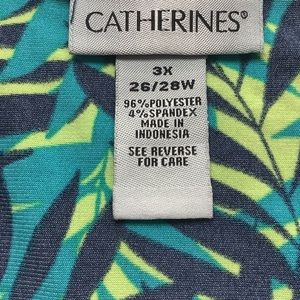 CATHERINES®
3X
26/28W
96%POLYESTER
4%SPANDEX
MADE IN
INDONESIA
SEE REVERSE
FOR CARE